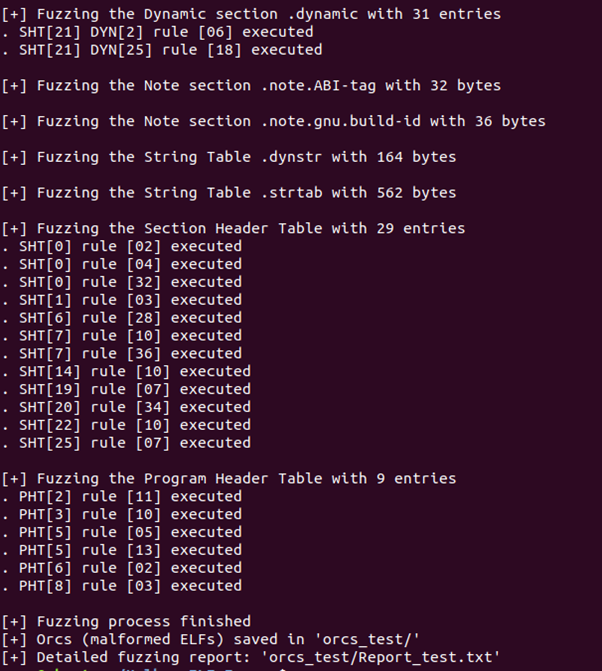 [+] Fuzzing the Dynamic section .dynamic with 31 entries
. SHT[21] DYN[2] rule [06] executed
. SHT[21] DYN[25] rule [18] executed
[+] Fuzzing the Note section .note.ABI-tag with 32 bytes
[+] Fuzzing the Note section .note.gnu.build-id with 36 bytes
[+] Fuzzing the String Table .dynstr with 164 bytes
[+] Fuzzing the String Table .strtab with 562 bytes
[+] Fuzzing the Section Header Table with 29 entries
. SHT[0] rule [02] executed
. SHT[0] rule [04] executed
. SHT[0] rule [32] executed
. SHT[1] rule [03] executed
. SHT[6] rule [28] executed
. SHT[7] rule [10] executed
. SHT[7] rule [36] executed
. SHT[14] rule [10] executed
. SHT[19] rule [07] executed
. SHT[20] rule [34] executed
. SHT[22] rule [10] executed
. SHT[25] rule [07] executed
[+] Fuzzing the Program Header Table with 9 entries
. PHT[2] rule [11] executed
. PHT[3] rule [10] executed
. PHT[5] rule [05] executed
. PHT[5] rule [13] executed
. PHT[6] rule [02] executed
. PHT[8] rule [03] executed
[+] Fuzzing process finished
[+] Orcs (malformed ELFs) saved in 'orcs_test/'
[+] Detailed fuzzing report: 'orcs_test/Report_test.txt'